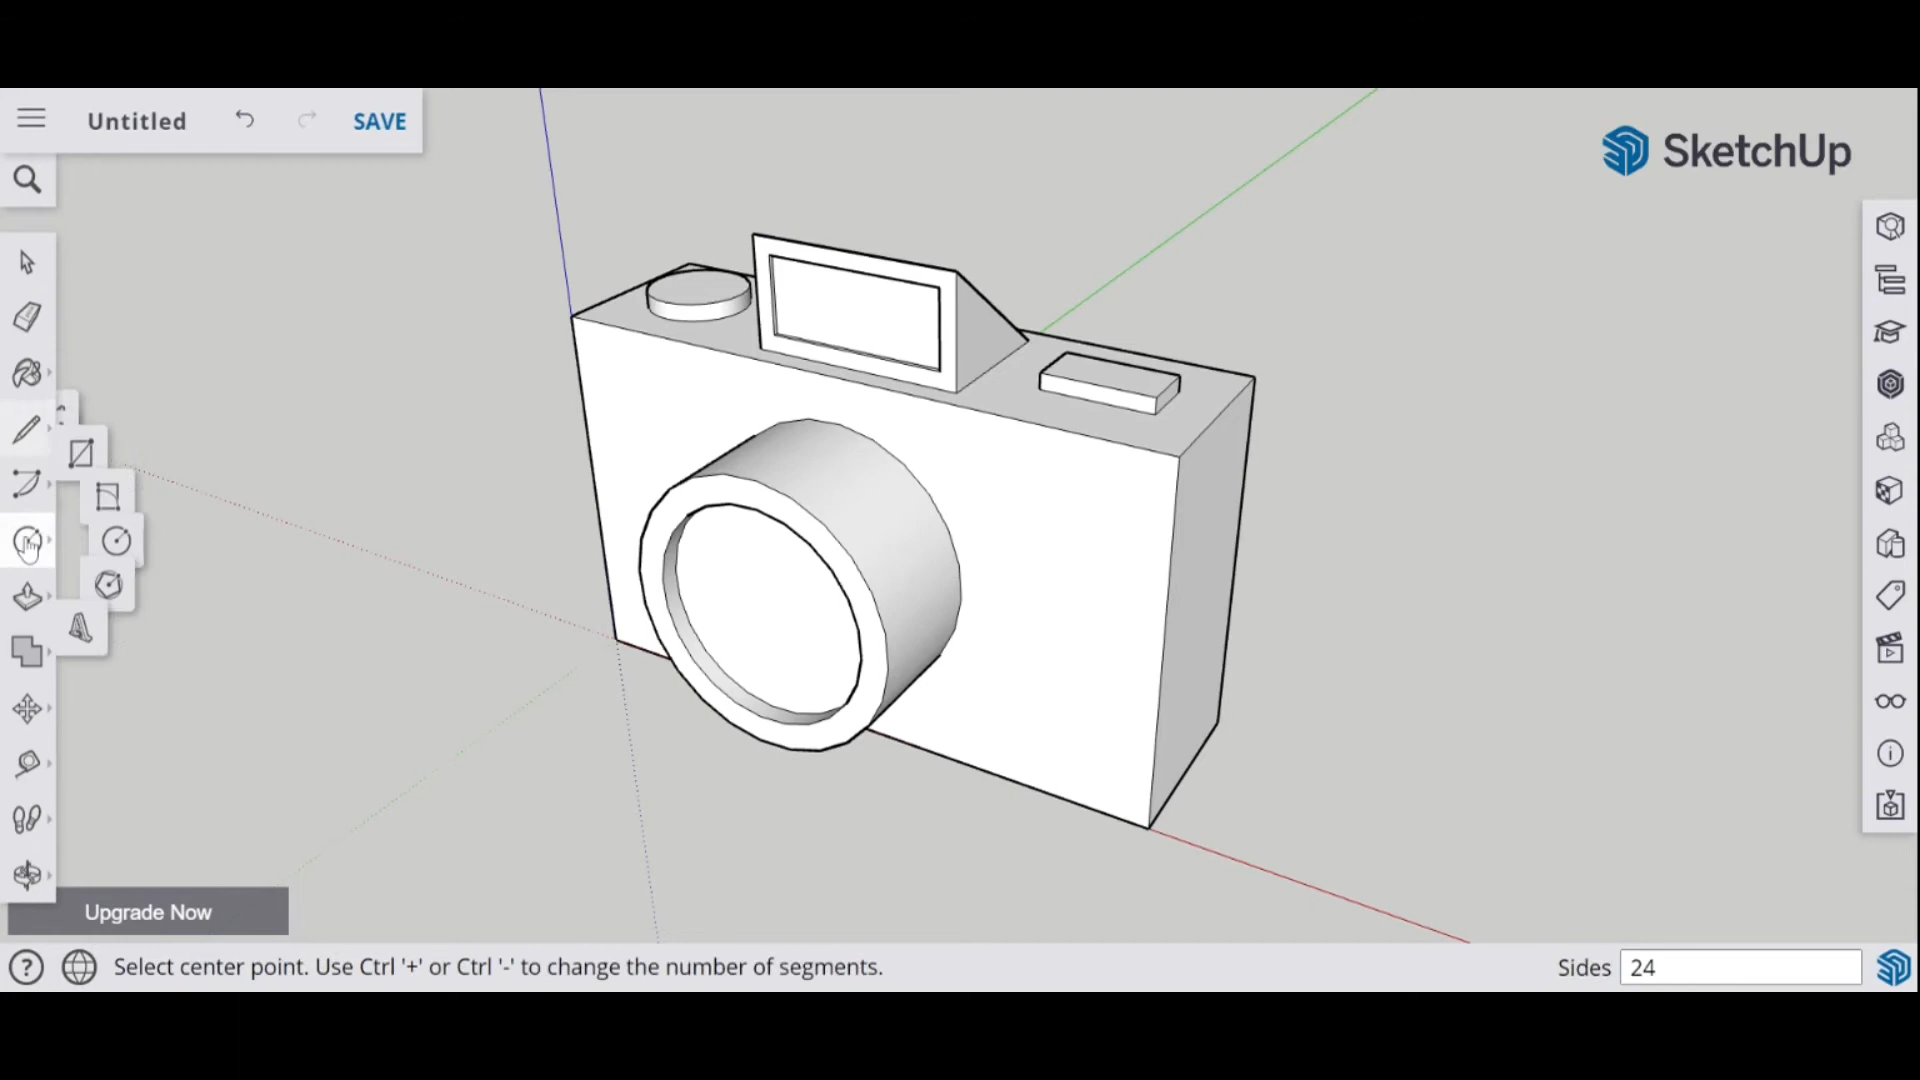 Untitled
SAVE
SketchUp
Upgrade Now
Select center point. Use Ctrl '+' or Ctrl '-' to change the number of segments.
Sides 24